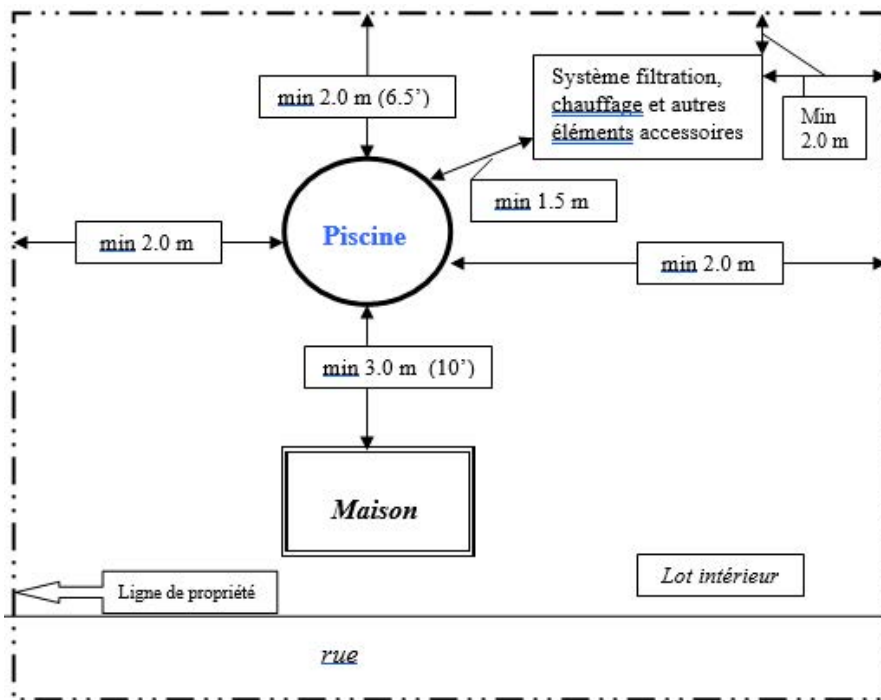 min 2.0 m (6.5’)
Système filtration,
chauffage et autres
éléments accessoires
Min
2.0 m
min 1.5 m
Piscine
min 2.0 m
min 2.0 m
min 3.0 m (10’)
Maison
Lot intérieur
Ligne de propriété
rue